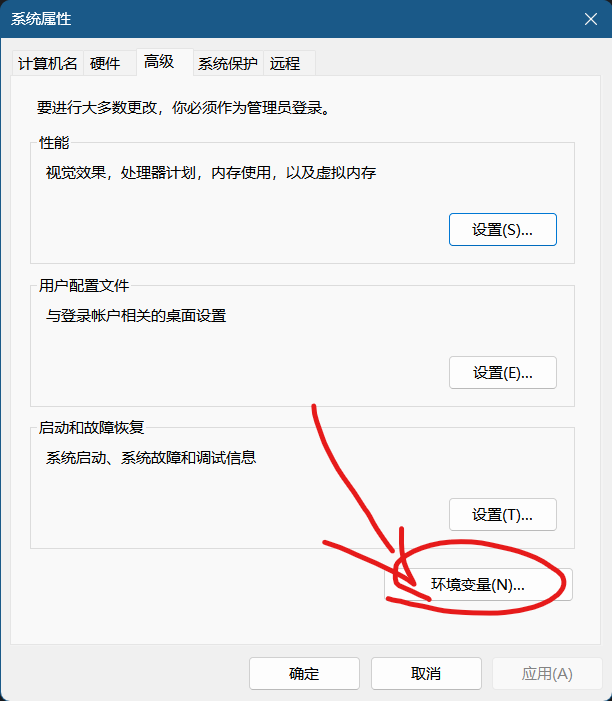 系统属性
计算机名 硬件 高级 系统保护 远程
要进行大多数更改，你必须作为管理员登录。
性能
视觉效果，处理器计划，内存使用，以及虚拟内存
设置(S)...
用户配置文件
与登录帐户相关的桌面设置
设置(E)...
启动和故障恢复
系统启动、系统故障和调试信息
设置(T)...
环境变量(N)...
确定 取消 应用(A)